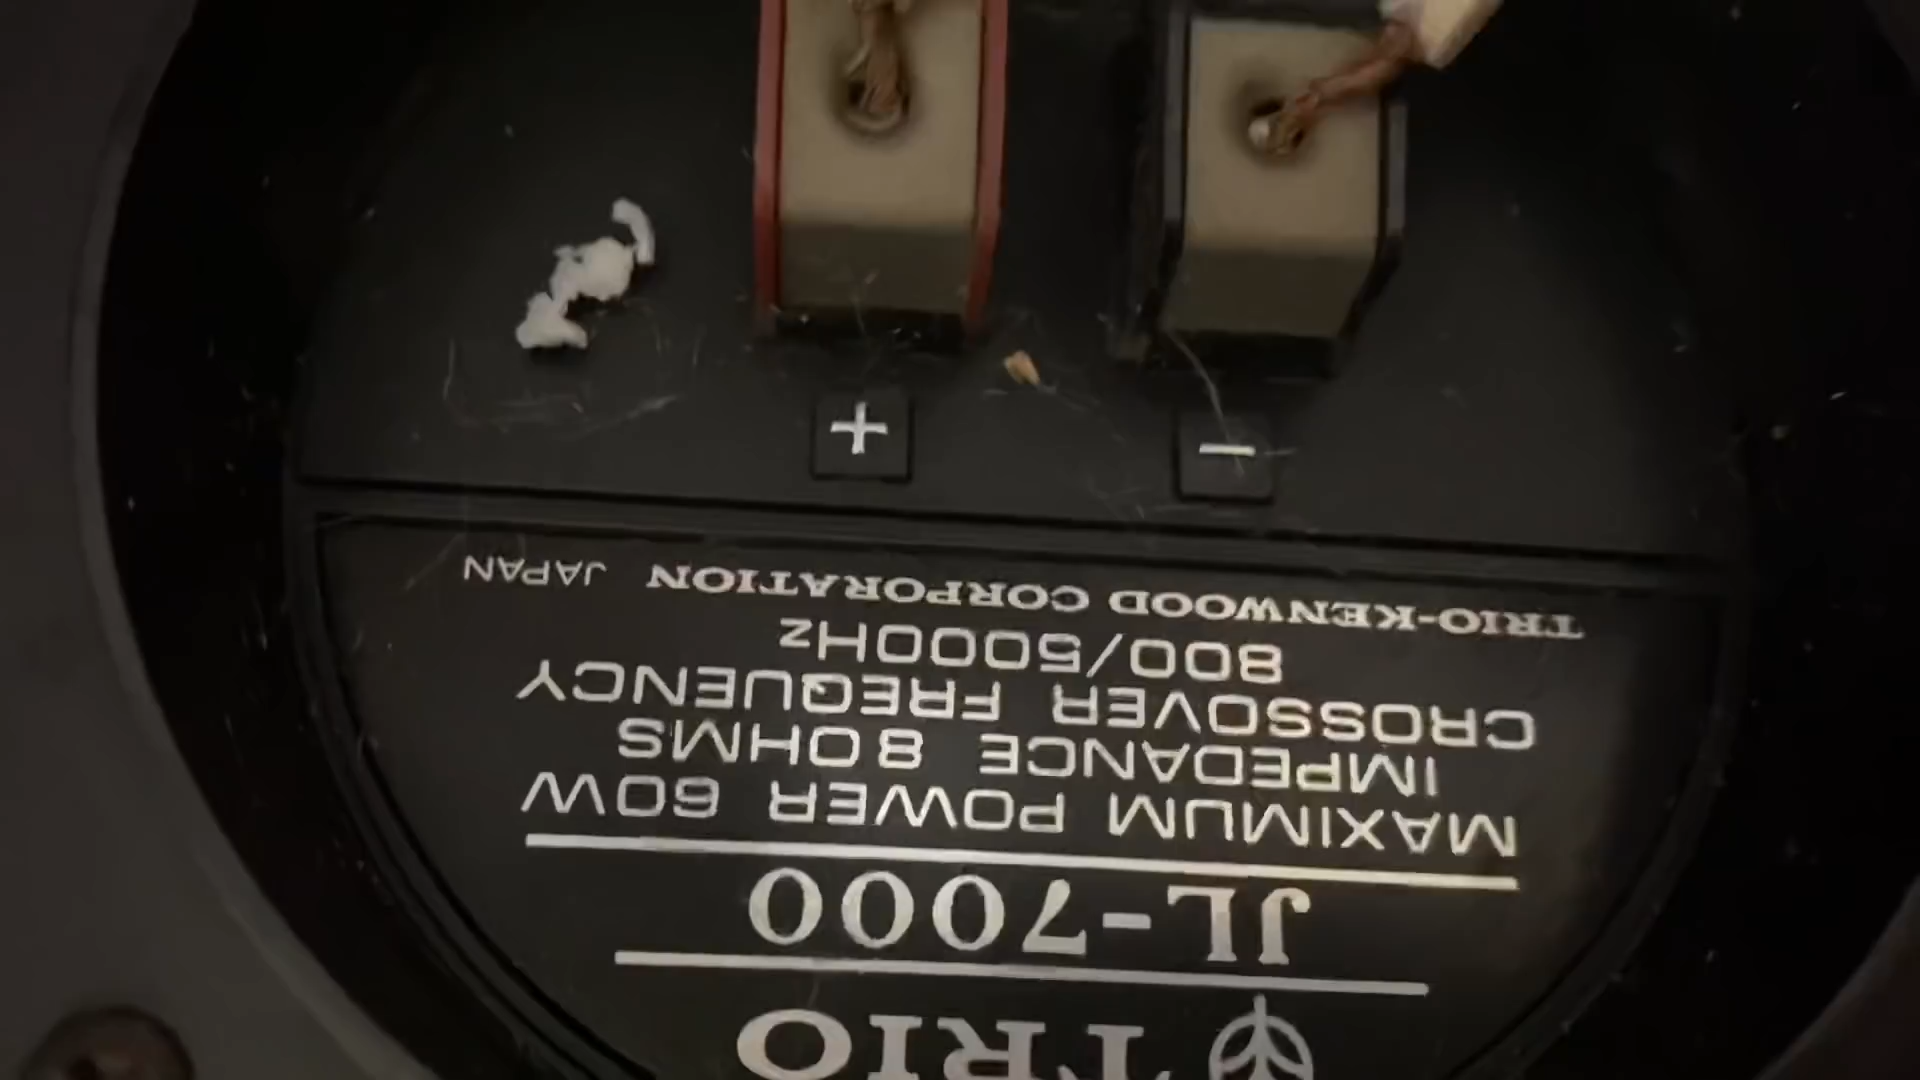 TRIO
JL-7000
MAXIMUM POWER 60W
IMPEDANCE 8 OHMS
CROSSOVER FREQUENCY
800/5000Hz
TRIO-KENWOOD CORPORATION JAPAN
− +